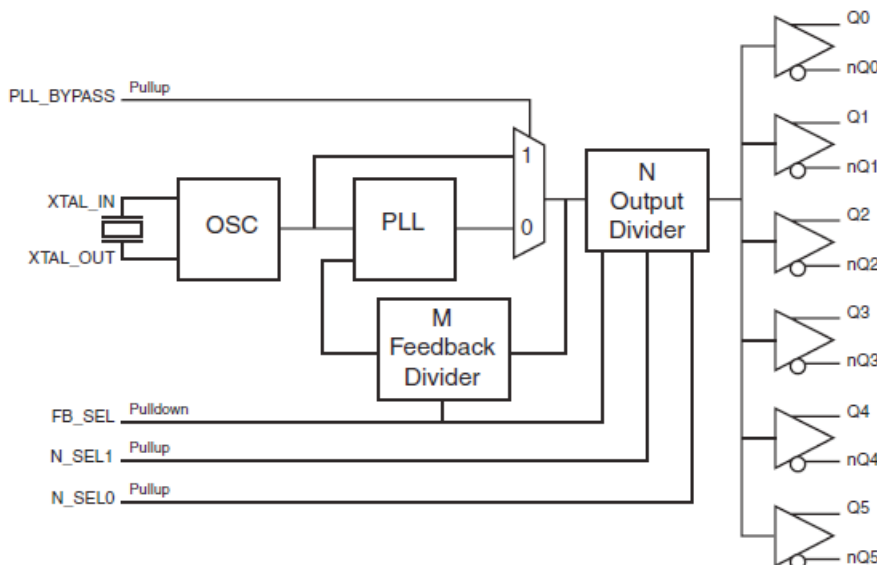 Q0
nQ0
PLL_BYPASS
Pullup
Q1
nQ1
1
N
Output
Divider
XTAL_IN
OSC
PLL
0
XTAL_OUT
Q2
nQ2
M
Feedback
Divider
Q3
nQ3
FB_SEL
Pulldown
N_SEL1
Pullup
N_SEL0
Pullup
Q4
nQ4
Q5
nQ5